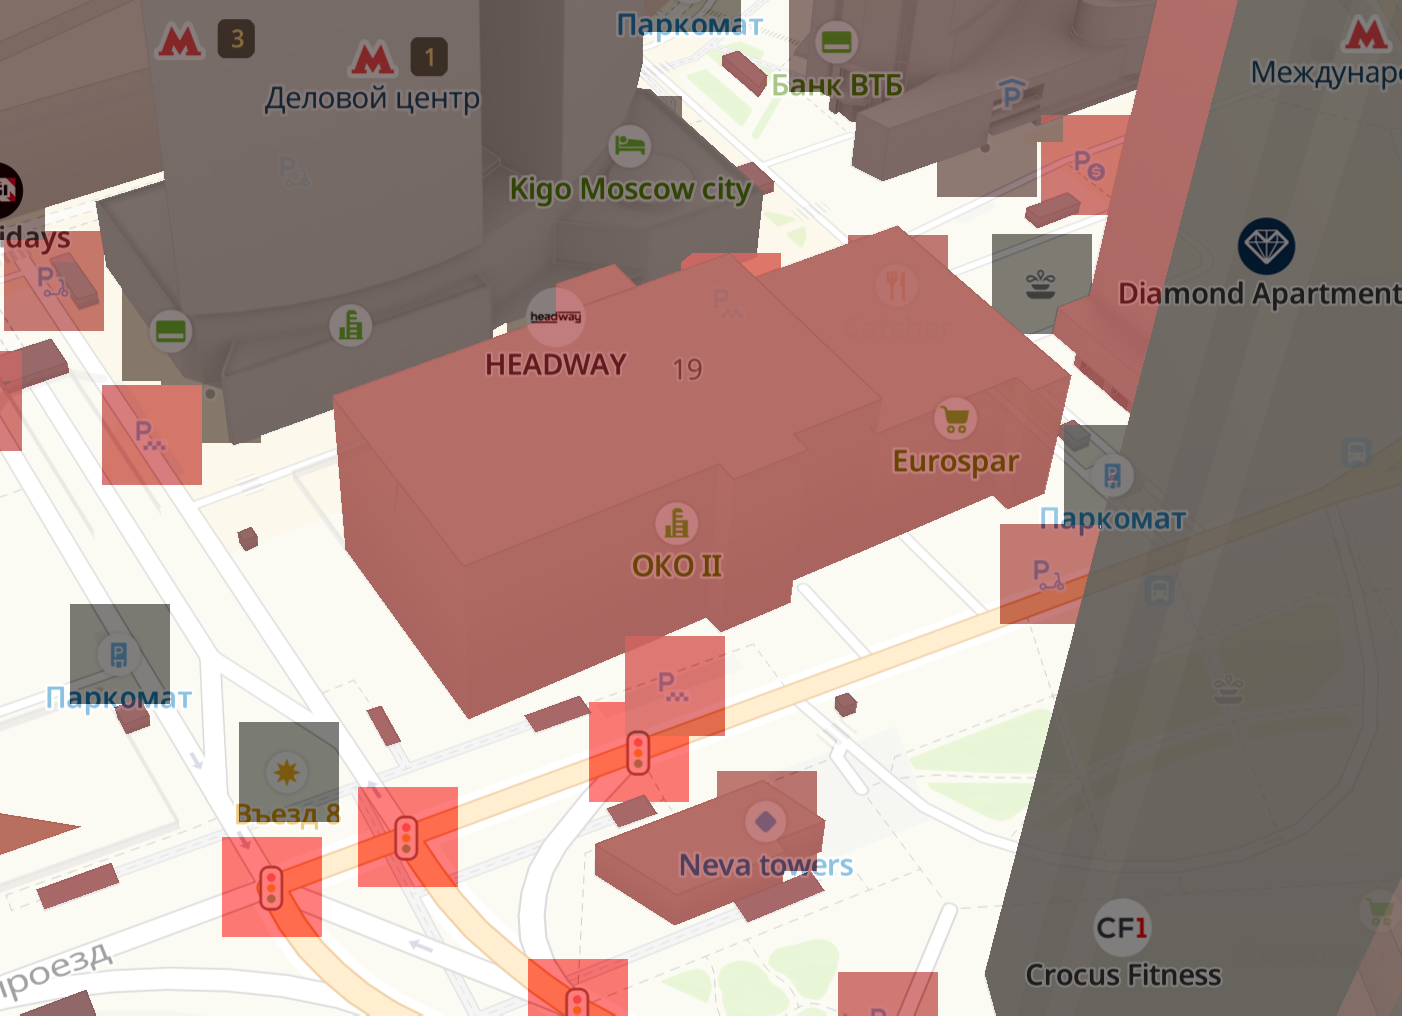 Паркомат
3
1
Деловой центр
Банк ВТБ
P
Междунар
P
Kigo Moscow city
idays
P
Diamond Apartment
P
headway
HEADWAY
19
P
Eurospar
Паркомат
ОКО II
P
Паркомат
P
Въезд 8
Neva towers
CF1
Crocus Fitness
проезд